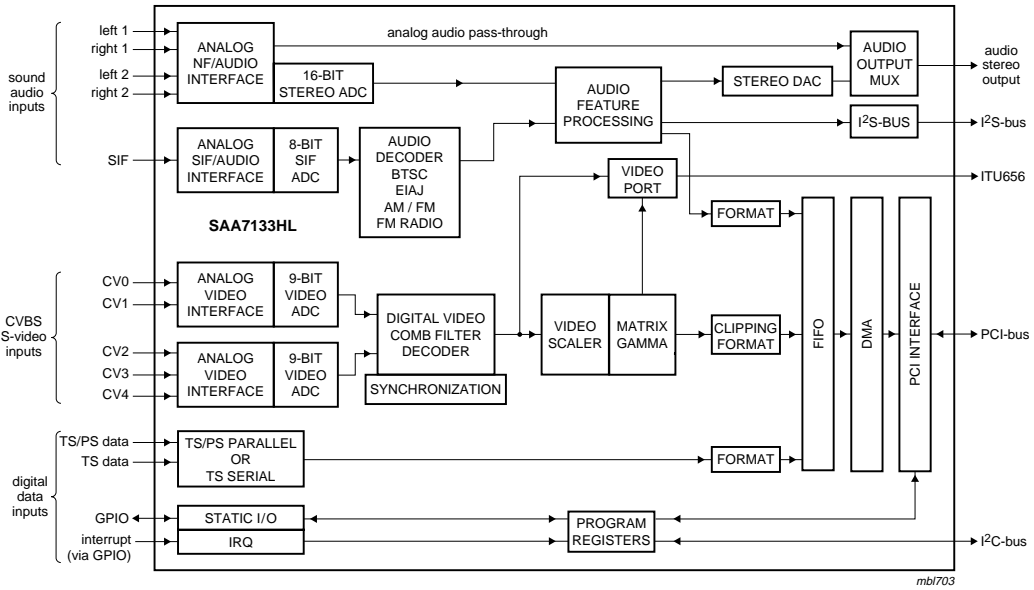 left 1
right 1
left 2
right 2
sound
audio
inputs
SIF
ANALOG
NF/AUDIO
INTERFACE
16-BIT
STEREO ADC
analog audio pass-through
AUDIO
FEATURE
PROCESSING
STEREO DAC
AUDIO
OUTPUT
MUX
audio
stereo
output
I²S-BUS
I²S-bus
ANALOG
SIF/AUDIO
INTERFACE
8-BIT
SIF
ADC
AUDIO
DECODER
BTSC
EIAJ
AM / FM
FM RADIO
VIDEO
PORT
ITU656
FORMAT
SAA7133HL
CVBS
S-video
inputs
CV0
CV1
CV2
CV3
CV4
ANALOG
VIDEO
INTERFACE
9-BIT
VIDEO
ADC
ANALOG
VIDEO
INTERFACE
9-BIT
VIDEO
ADC
DIGITAL VIDEO
COMB FILTER
DECODER
SYNCHRONIZATION
VIDEO
SCALER
MATRIX
GAMMA
CLIPPING
FORMAT
FIFO
DMA
PCI INTERFACE
PCI-bus
digital
data
inputs
TS/PS data
TS data
TS/PS PARALLEL
OR
TS SERIAL
FORMAT
GPIO
interrupt
(via GPIO)
STATIC I/O
IRQ
PROGRAM
REGISTERS
I²C-bus
mbl703